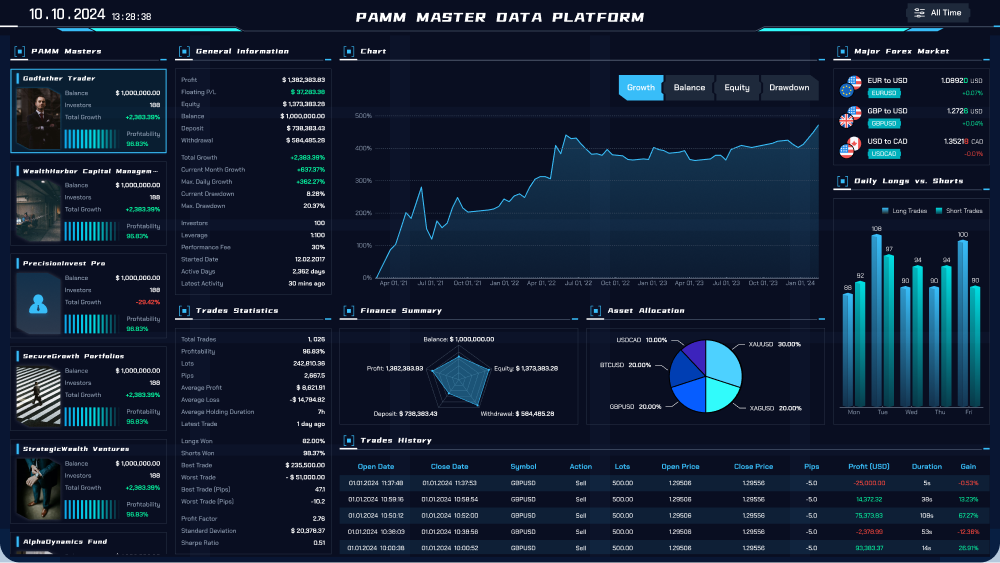 10.10.2024 13:28:38
PAMM MASTER DATA PLATFORM
All Time
PAMM Masters
Godfather Trader
Balance $ 1,000,000.00
Investors 188
Total Growth +2,383.39%
Profitability
96.83%
WealthHarbor Capital Managem...
Balance $ 1,000,000.00
Investors 188
Total Growth +2,383.39%
Profitability
96.83%
PrecisionInvest Pro
Balance $ 1,000,000.00
Investors 188
Total Growth -29.42%
Profitability
96.83%
SecureGrowth Portfolios
Balance $ 1,000,000.00
Investors 188
Total Growth +2,383.39%
Profitability
96.83%
StrategicWealth Ventures
Balance $ 1,000,000.00
Investors 188
Total Growth +2,383.39%
Profitability
96.83%
AlphaDynamics Fund
General Information
Profit $ 1,382,383.83
Floating P/L $ 37,283.38
Equity $ 1,373,383.28
Balance $ 1,000,000.00
Deposit $ 738,383.43
Withdrawal $ 584,485.28
Total Growth +2,383.98%
Current Month Growth +637.37%
Max. Daily Growth +362.27%
Current Drawdown 8.28%
Max. Drawdown 20.37%
Investors 100
Leverage 1:100
Performance Fee 30%
Started Date 12.02.2017
Active Days 2,362 days
Latest Activity 30 mins ago
Trades Statistics
Total Trades 1, 026
Profitability 96.83%
Lots 242,810.36
Pips 2,667.5
Average Profit $ 8,621.91
Average Loss -$ 14,794.62
Average Holding Duration 7h
Latest Trade 1 day ago
Longs Won 82.00%
Shorts Won 98.37%
Best Trade $ 235,500.00
Worst Trade - $ 51,000.00
Best Trade (Pips) 47.1
Worst Trade (Pips) -10.2
Profit Factor 2.76
Standard Deviation $ 20,378.37
Sharpe Ratio 0.51
Chart
Growth Balance Equity Drawdown
500%
400%
300%
200%
100%
0%
Apr 01, '21 Jul 01, '21 Oct 01, '21 Jan 01, '22 Apr 01, '22 Jul 01, '22 Oct 01, '22 Jan 01, '23 Apr 01, '23 Jul 01, '23 Oct 01, '23 Jan 01, '24
Finance Summary
Balance: $ 1,000,000.00
Profit: 1,382,383.83
Equity: $ 1,373,383.28
Deposit: $ 738,383.43
Withdrawal: $ 584,485.28
Asset Allocation
USDCAD 10.00%
XAUUSD 30.00%
BTCUSD 20.00%
GBPUSD 20.00%
XAGUSD 20.00%
Trades History
Open Date Close Date Symbol Action Lots Open Price Close Price Pips Profit (USD) Duration Gain
01.01.2024 11:37:48 01.01.2024 11:37:53 GBPUSD Sell 500.00 1.29506 1.29556 -5.0 -25,000.00 5s -0.53%
01.01.2024 10:59:16 01.01.2024 10:58:54 GBPUSD Sell 500.00 1.29506 1.29556 -5.0 14,372.32 38s 13.23%
01.01.2024 10:50:12 01.01.2024 10:52:00 GBPUSD Sell 500.00 1.29506 1.29556 -5.0 75,373.93 108s 67.27%
01.01.2024 10:36:03 01.01.2024 10:38:56 GBPUSD Sell 500.00 1.29506 1.29556 -5.0 -2,378.99 53s -12.38%
01.01.2024 10:00:38 01.01.2024 10:00:52 GBPUSD Sell 500.00 1.29506 1.29556 -5.0 93,383.37 14s 26.91%
Major Forex Market
EUR to USD 1.08920 USD
EURUSD +0.07%
GBP to USD 1.2726 USD
GBPUSD +0.04%
USD to CAD 1.35219 CAD
USDCAD -0.01%
Daily Longs vs. Shorts
Long Trades Short Trades
88 92 108 97 90 94 90 94 100 90
Mon Tue Wed Thu Fri